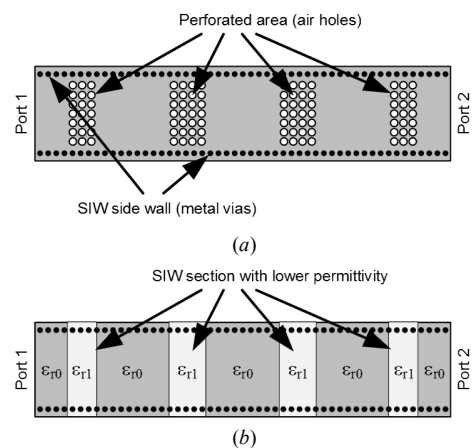 Perforated area (air holes)
Port 1
Port 2
SIW side wall (metal vias)
(a)
SIW section with lower permittivity
Port 1
εr0 εr1 εr0 εr1 εr0 εr1 εr0 εr1 εr0
Port 2
(b)